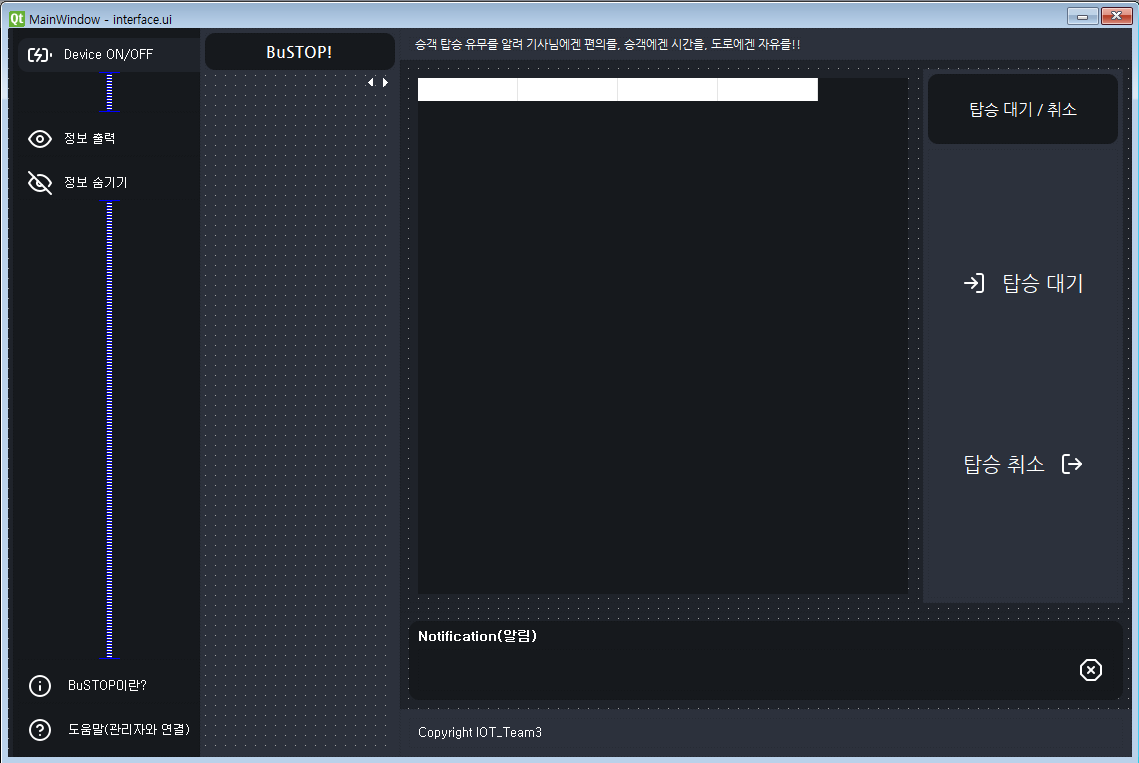 Qt MainWindow - interface.ui
Device ON/OFF
정보 출력
정보 숨기기
BuSTOP이란?
도움말(관리자와 연결)
BuSTOP!
승객 탑승 유무를 알려 기사님에겐 편의를, 승객에겐 시간을, 도로에겐 자유를!!
탑승 대기 / 취소
탑승 대기
탑승 취소
Notification(알림)
Copyright IOT_Team3